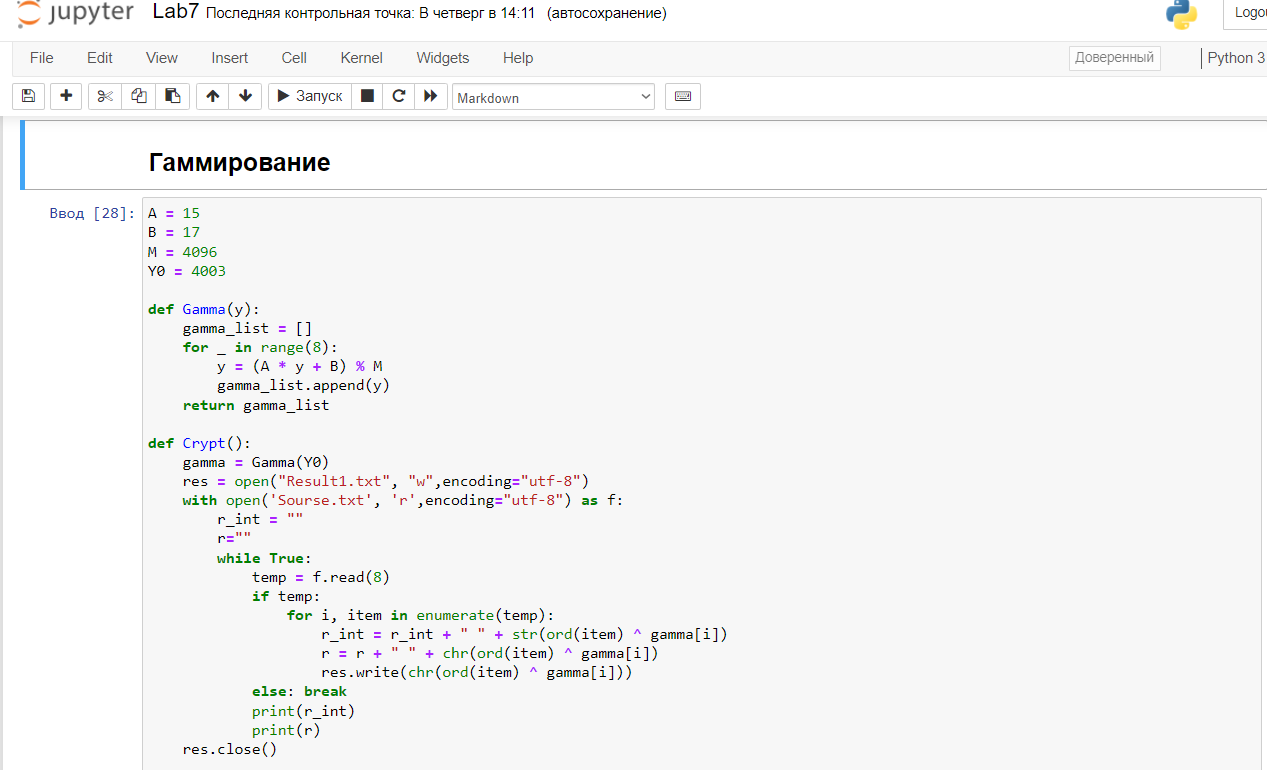 jupyter Lab7 Последняя контрольная точка: В четверг в 14:11 (автосохранение)
File Edit View Insert Cell Kernel Widgets Help Доверенный Python 3
Запуск Markdown
Гаммирование
Ввод [28]: A = 15
B = 17
M = 4096
Y0 = 4003
def Gamma(y):
    gamma_list = []
    for _ in range(8):
        y = (A * y + B) % M
        gamma_list.append(y)
    return gamma_list
def Crypt():
    gamma = Gamma(Y0)
    res = open("Result1.txt", "w",encoding="utf-8")
    with open('Sourse.txt', 'r',encoding="utf-8") as f:
        r_int = ""
        r=""
        while True:
            temp = f.read(8)
            if temp:
                for i, item in enumerate(temp):
                    r_int = r_int + " " + str(ord(item) ^ gamma[i])
                    r = r + " " + chr(ord(item) ^ gamma[i])
                    res.write(chr(ord(item) ^ gamma[i]))
            else: break
            print(r_int)
            print(r)
    res.close()